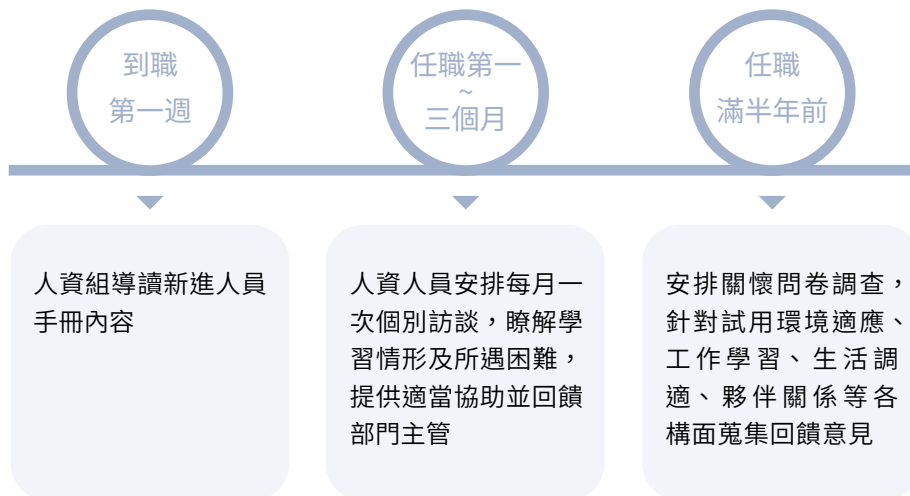 到職
第一週
任職第一
~
三個月
任職
滿半年前
人資組導讀新進人員
手冊內容
人資人員安排每月一
次個別訪談，瞭解學
習情形及所遇困難，
提供適當協助並回饋
部門主管
安排關懷問卷調查，
針對試用環境適應、
工作學習、生活調
適、夥伴關係等各
構面蒐集回饋意見